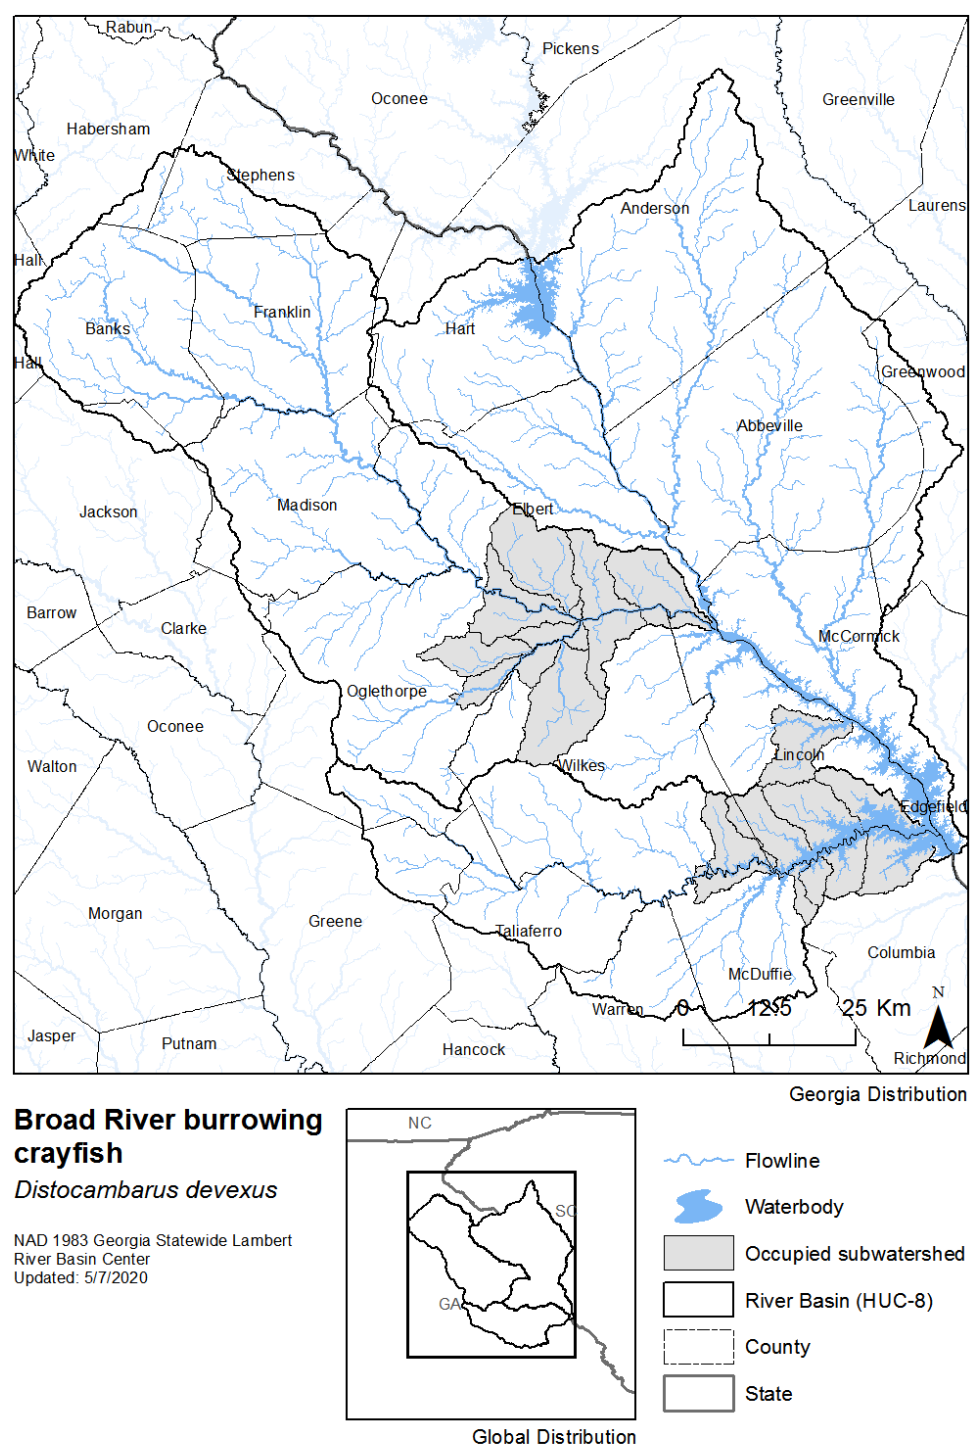 Rabun
Pickens
Oconee
Greenville
Habersham
White
Stephens
Anderson
Laurens
Hall
Franklin
Banks
Hart
Hall
Greenwood
Abbeville
Madison
Elbert
Jackson
Barrow
Clarke
McCormick
Oglethorpe
Oconee
Lincoln
Walton
Wilkes
Edgefield
Morgan
Greene
Taliaferro
Columbia
McDuffie
Warren
0 12.5 25 Km
N
Jasper
Putnam
Hancock
Richmond
Georgia Distribution
Broad River burrowing
crayfish
Distocambarus devexus
NAD 1983 Georgia Statewide Lambert
River Basin Center
Updated: 5/7/2020
NC
SC
GA
Global Distribution
Flowline
Waterbody
Occupied subwatershed
River Basin (HUC-8)
County
State